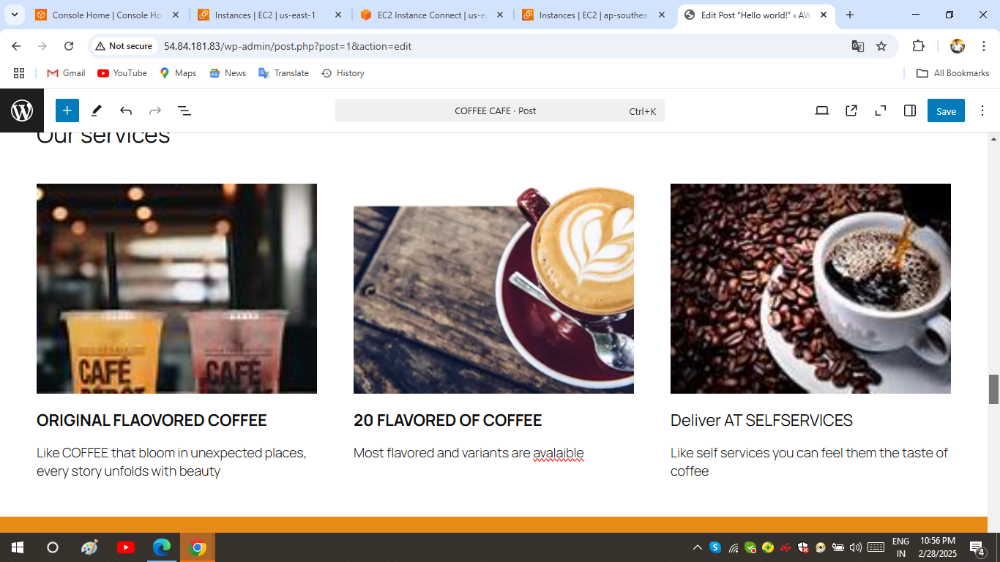 Console Home | Console Ho
Instances | EC2 | us-east-1
EC2 Instance Connect | us-ea
Instances | EC2 | ap-southeas
Edit Post “Hello world!” ‹ AW
Not secure
54.84.181.83/wp-admin/post.php?post=1&action=edit
Gmail
YouTube
Maps
News
Translate
History
All Bookmarks
COFFEE CAFE · Post
Ctrl+K
Save
Our services
CAFÉ
CAFÉ
ORIGINAL FLAOVORED COFFEE
Like COFFEE that bloom in unexpected places,
every story unfolds with beauty
20 FLAVORED OF COFFEE
Most flavored and variants are avalaible
Deliver AT SELFSERVICES
Like self services you can feel them the taste of
coffee
ENG
IN
10:56 PM
2/28/2025
4